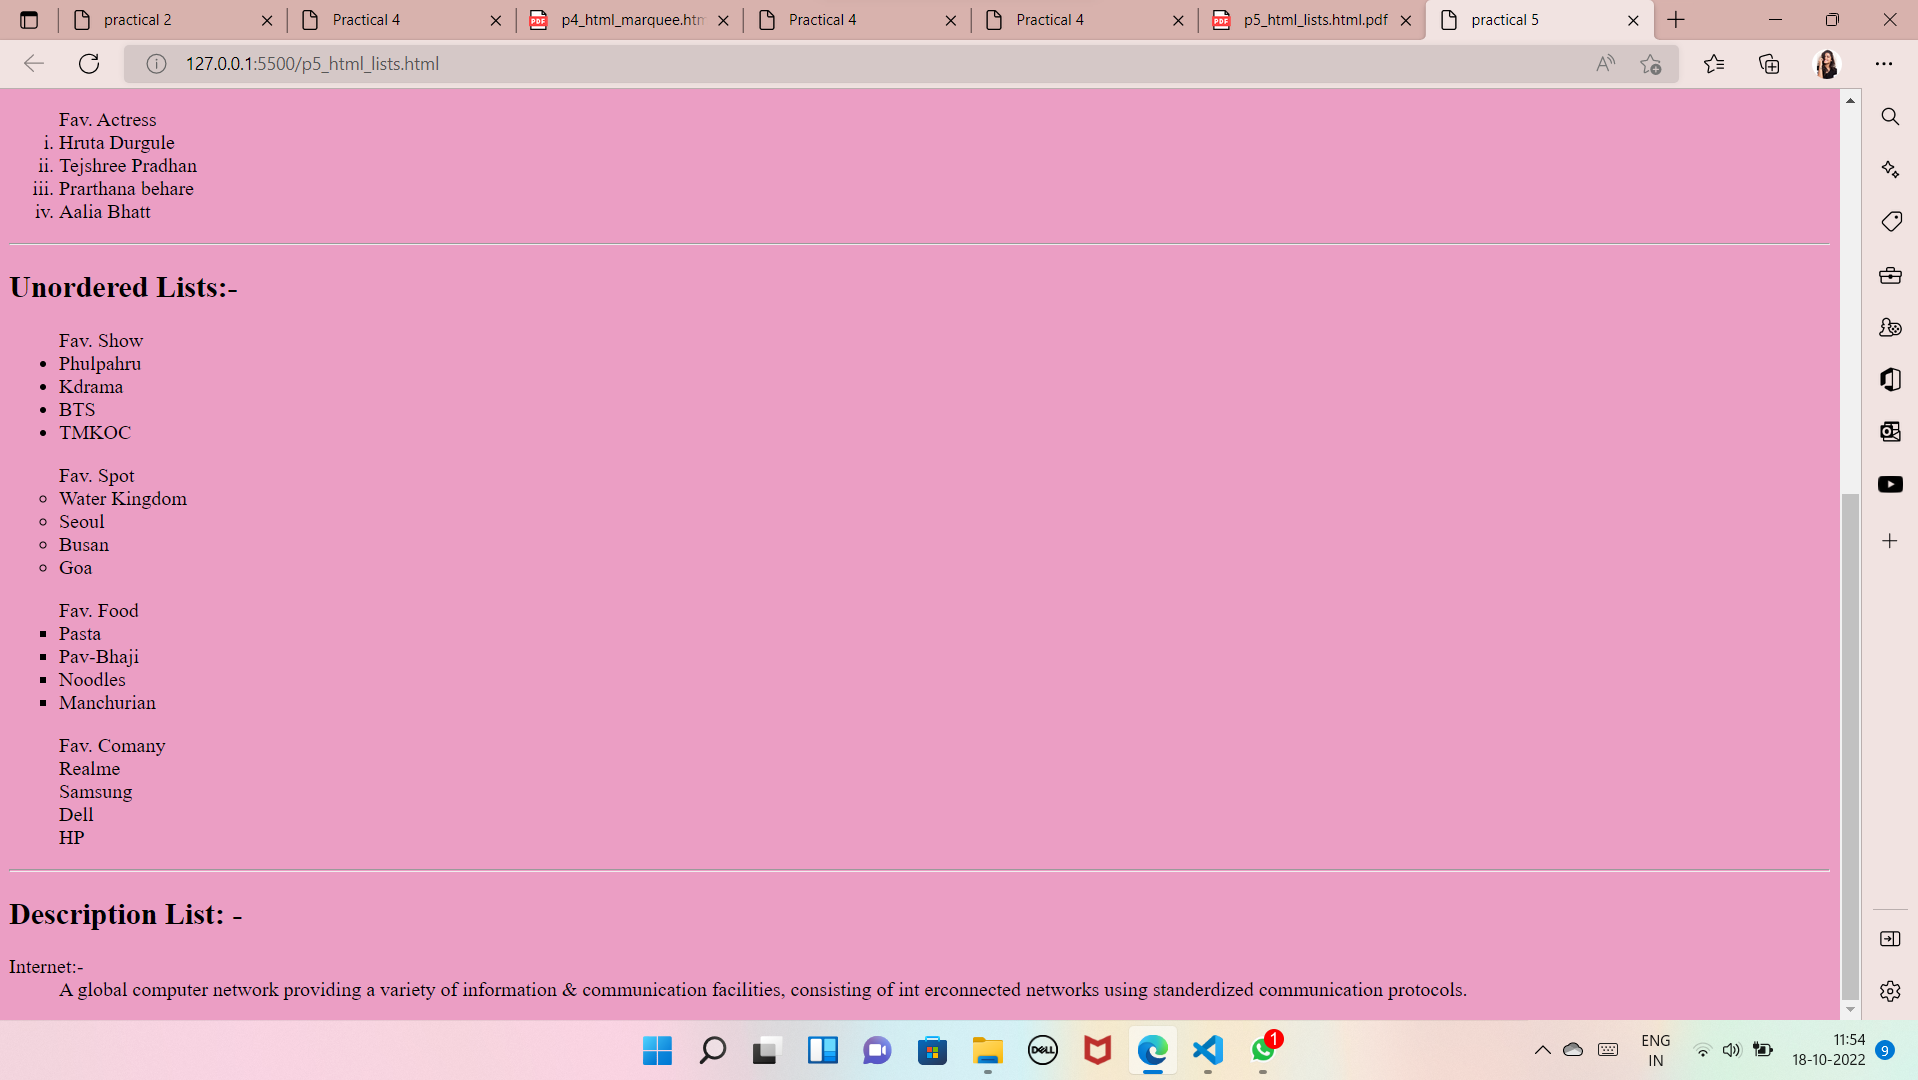 practical 2
Practical 4
p4_html_marquee.htm
Practical 4
Practical 4
p5_html_lists.html.pdf
practical 5
127.0.0.1:5500/p5_html_lists.html
Fav. Actress
i. Hruta Durgule
ii. Tejshree Pradhan
iii. Prarthana behare
iv. Aalia Bhatt
Unordered Lists:-
Fav. Show
• Phulpahru
• Kdrama
• BTS
• TMKOC
Fav. Spot
◦ Water Kingdom
◦ Seoul
◦ Busan
◦ Goa
Fav. Food
▪ Pasta
▪ Pav-Bhaji
▪ Noodles
▪ Manchurian
Fav. Comany
Realme
Samsung
Dell
HP
Description List: -
Internet:-
A global computer network providing a variety of information & communication facilities, consisting of int erconnected networks using standerdized communication protocols.
DELL
1
ENG
IN
11:54
18-10-2022
9